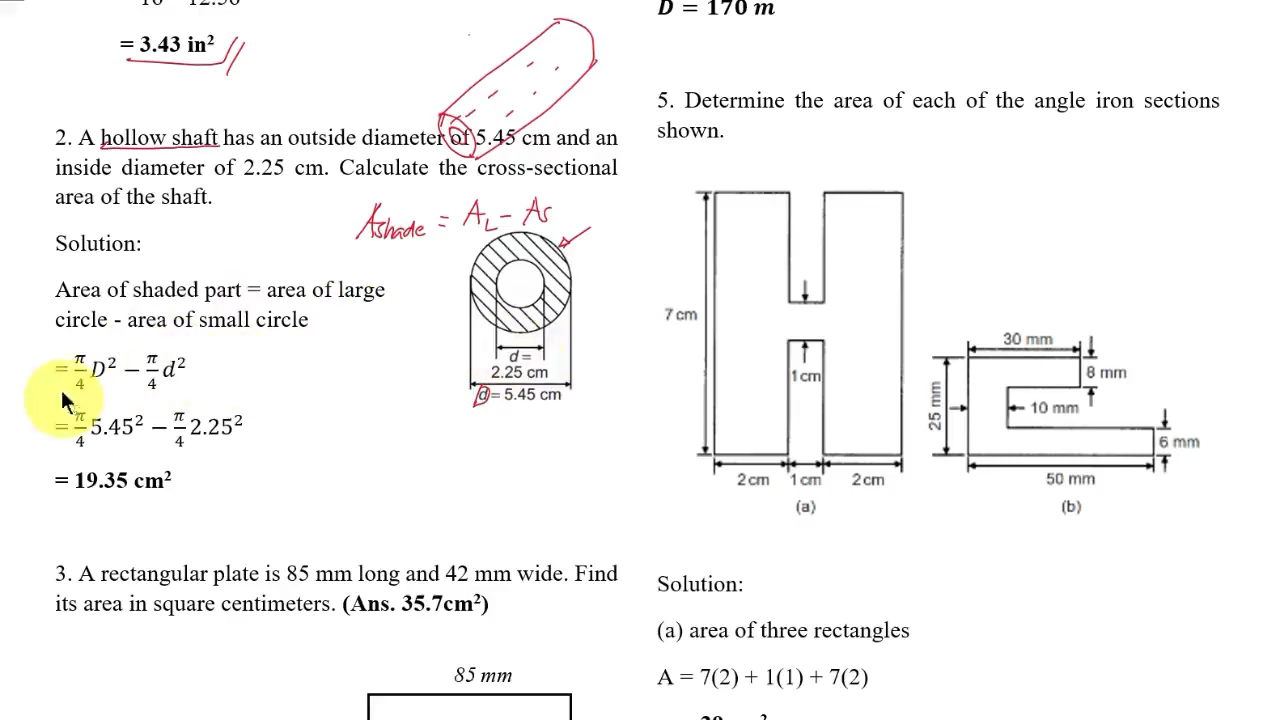 = 3.43 in²
2. A hollow shaft has an outside diameter of 5.45 cm and an
inside diameter of 2.25 cm. Calculate the cross-sectional
area of the shaft.
Ashade = AL - As
Solution:
Area of shaded part = area of large
circle - area of small circle
= π/4 D² − π/4 d²
= π/4 5.45² − π/4 2.25²
= 19.35 cm²
d =
2.25 cm
d = 5.45 cm
3. A rectangular plate is 85 mm long and 42 mm wide. Find
its area in square centimeters. (Ans. 35.7cm²)
85 mm
D = 170 m
5. Determine the area of each of the angle iron sections
shown.
7 cm
1 cm
2 cm 1 cm 2 cm
(a)
30 mm
8 mm
25 mm
10 mm
6 mm
50 mm
(b)
Solution:
(a) area of three rectangles
A = 7(2) + 1(1) + 7(2)